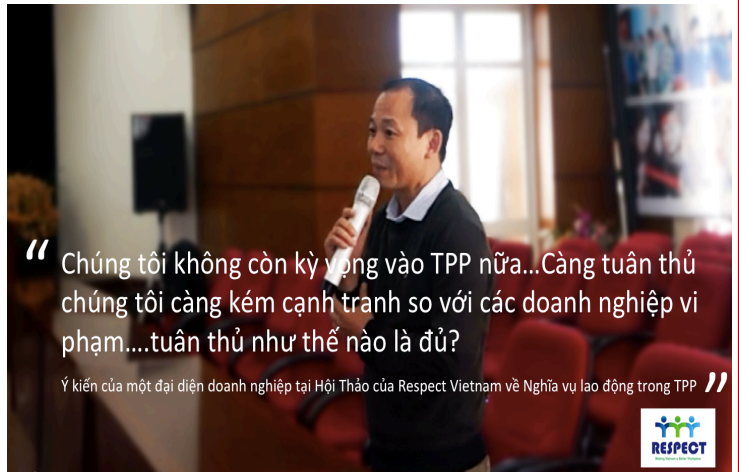 “ Chúng tôi không còn kỳ vọng vào TPP nữa...Càng tuân thủ
chúng tôi càng kém cạnh tranh so với các doanh nghiệp vi
phạm....tuân thủ như thế nào là đủ?
Ý kiến của một đại diện doanh nghiệp tại Hội Thảo của Respect Vietnam về Nghĩa vụ lao động trong TPP ”
RESPECT